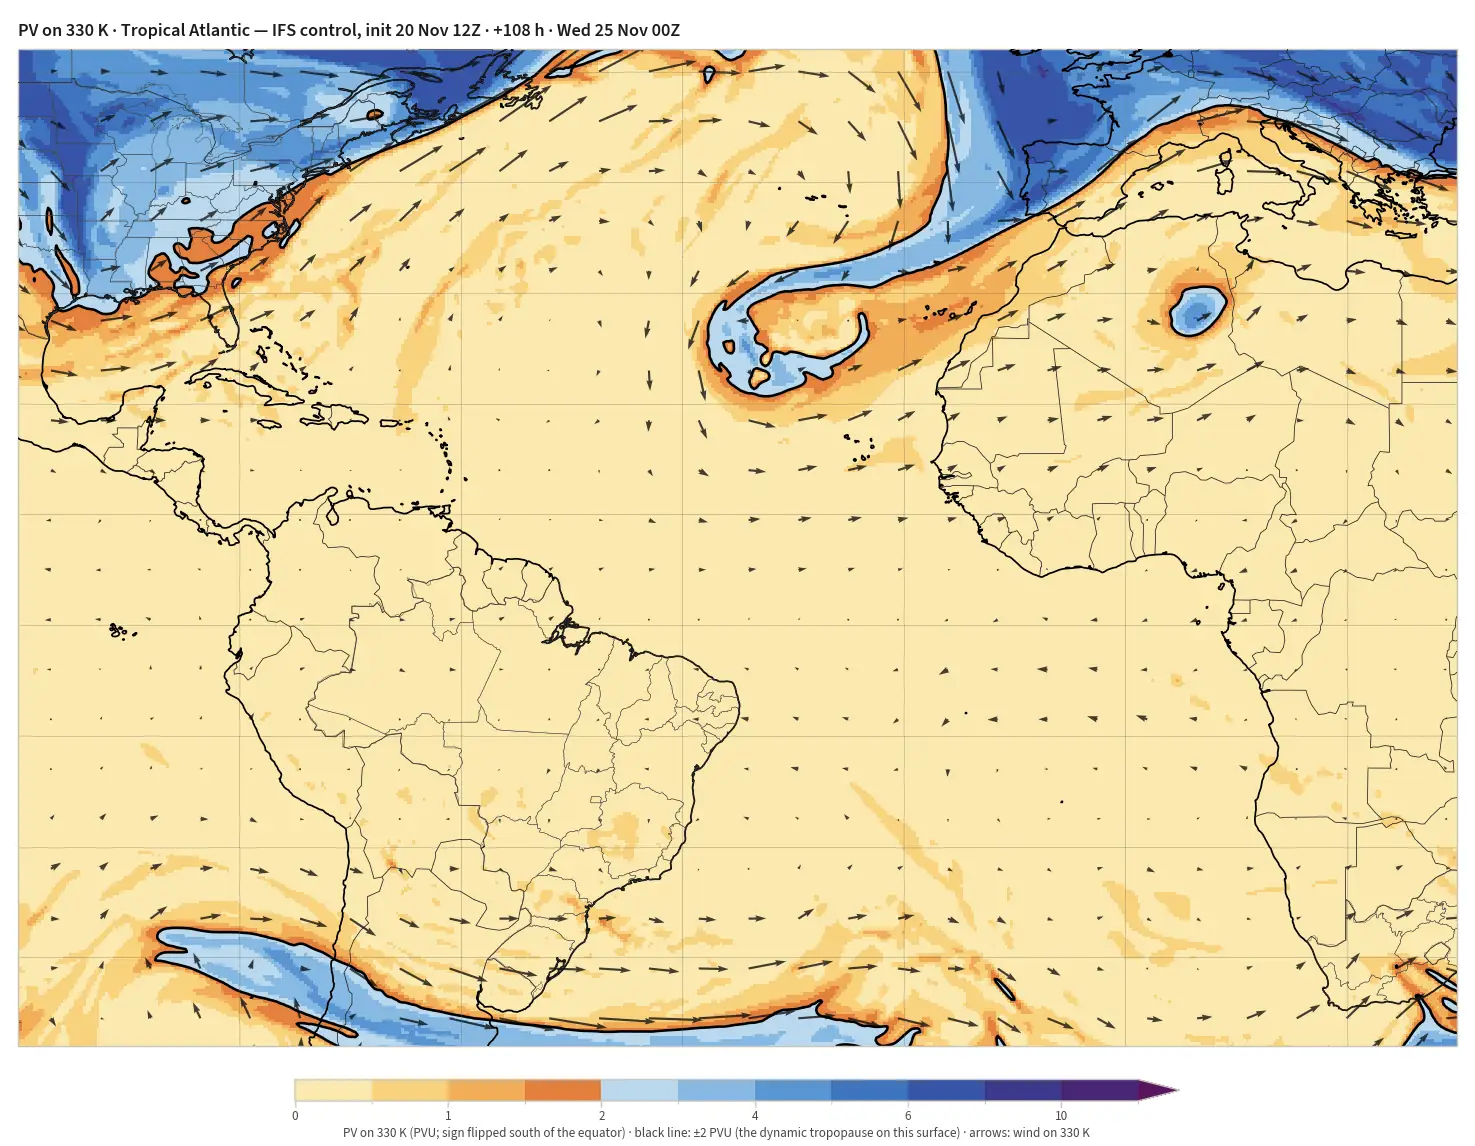 PV on 330 K · Tropical Atlantic — IFS control, init 20 Nov 12Z · +108 h · Wed 25 Nov 00Z
0 1 2 4 6 10
PV on 330 K (PVU; sign flipped south of the equator) · black line: ±2 PVU (the dynamic tropopause on this surface) · arrows: wind on 330 K